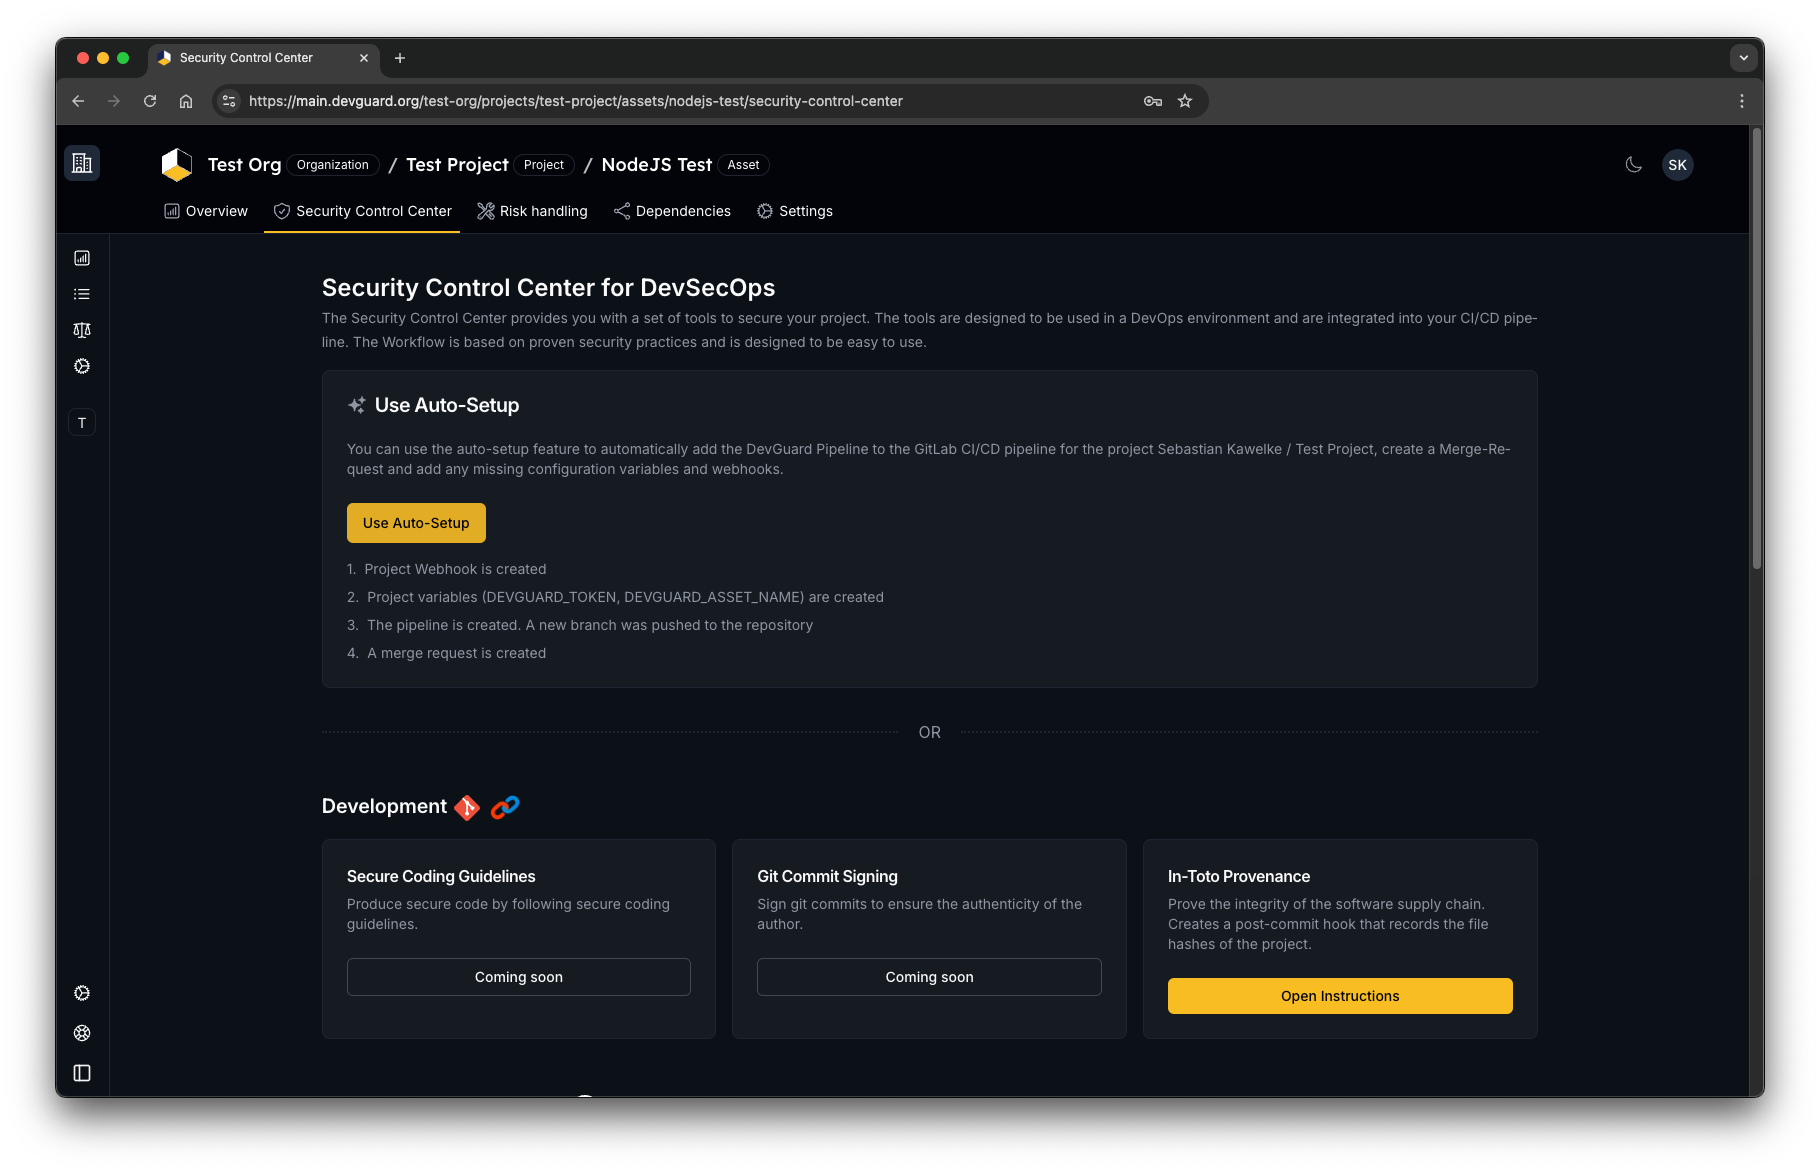 Security Control Center
https://main.devguard.org/test-org/projects/test-project/assets/nodejs-test/security-control-center
Test Org Organization / Test Project Project / NodeJS Test Asset
SK
Overview Security Control Center Risk handling Dependencies Settings
T
Security Control Center for DevSecOps
The Security Control Center provides you with a set of tools to secure your project. The tools are designed to be used in a DevOps environment and are integrated into your CI/CD pipe-
line. The Workflow is based on proven security practices and is designed to be easy to use.
Use Auto-Setup
You can use the auto-setup feature to automatically add the DevGuard Pipeline to the GitLab CI/CD pipeline for the project Sebastian Kawelke / Test Project, create a Merge-Re-
quest and add any missing configuration variables and webhooks.
Use Auto-Setup
1. Project Webhook is created
2. Project variables (DEVGUARD_TOKEN, DEVGUARD_ASSET_NAME) are created
3. The pipeline is created. A new branch was pushed to the repository
4. A merge request is created
OR
Development
Secure Coding Guidelines
Produce secure code by following secure coding
guidelines.
Coming soon
Git Commit Signing
Sign git commits to ensure the authenticity of the
author.
Coming soon
In-Toto Provenance
Prove the integrity of the software supply chain.
Creates a post-commit hook that records the file
hashes of the project.
Open Instructions